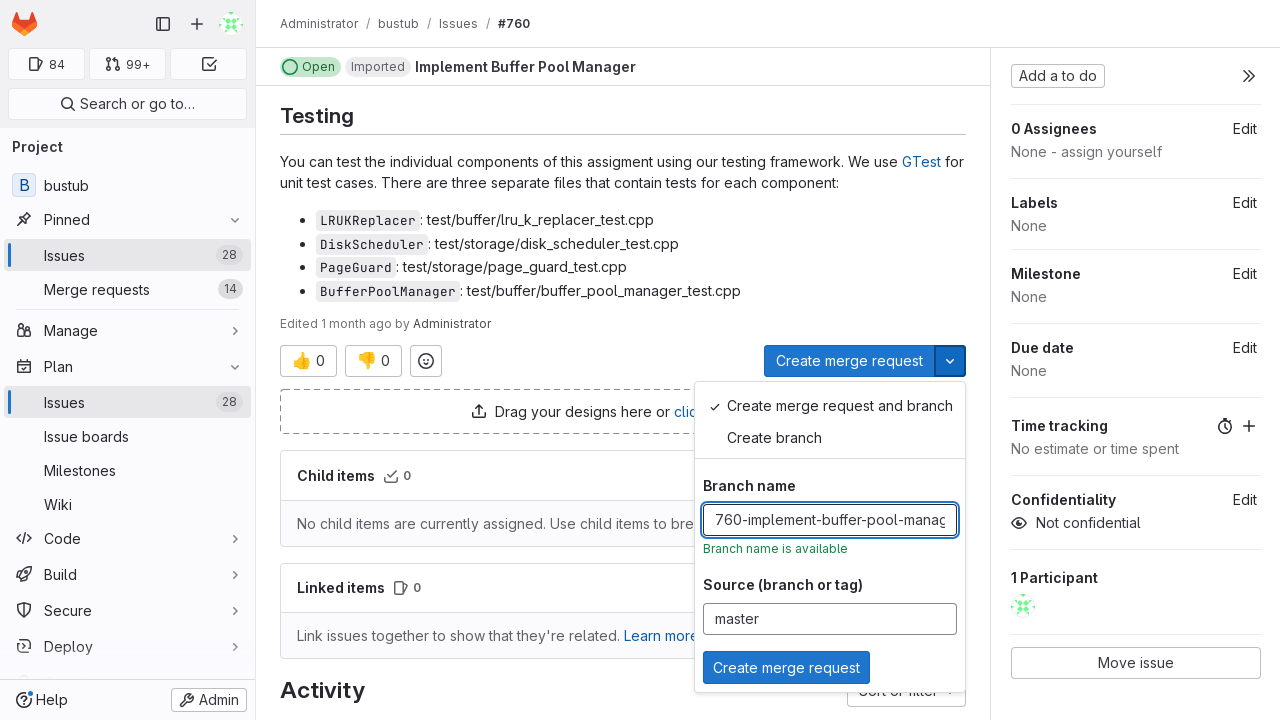 Administrator / bustub / Issues / #760
84
99+
Search or go to…
Project
B bustub
Pinned
Issues 28
Merge requests 14
Manage
Plan
Issues 28
Issue boards
Milestones
Wiki
Code
Build
Secure
Deploy
Help
Admin
Open Imported Implement Buffer Pool Manager
Testing
You can test the individual components of this assigment using our testing framework. We use GTest for
unit test cases. There are three separate files that contain tests for each component:
LRUKReplacer: test/buffer/lru_k_replacer_test.cpp
DiskScheduler: test/storage/disk_scheduler_test.cpp
PageGuard: test/storage/page_guard_test.cpp
BufferPoolManager: test/buffer/buffer_pool_manager_test.cpp
Edited 1 month ago by Administrator
👍 0 👎 0
Create merge request
Drag your designs here or
Child items 0
No child items are currently assigned. Use child items to
Linked items 0
Link issues together to show that they're related. Learn more
Activity
Create merge request and branch
Create branch
Branch name
760-implement-buffer-pool-manag
Branch name is available
Source (branch or tag)
master
Create merge request
Add a to do
0 Assignees Edit
None - assign yourself
Labels Edit
None
Milestone Edit
None
Due date Edit
None
Time tracking
No estimate or time spent
Confidentiality Edit
Not confidential
1 Participant
Move issue